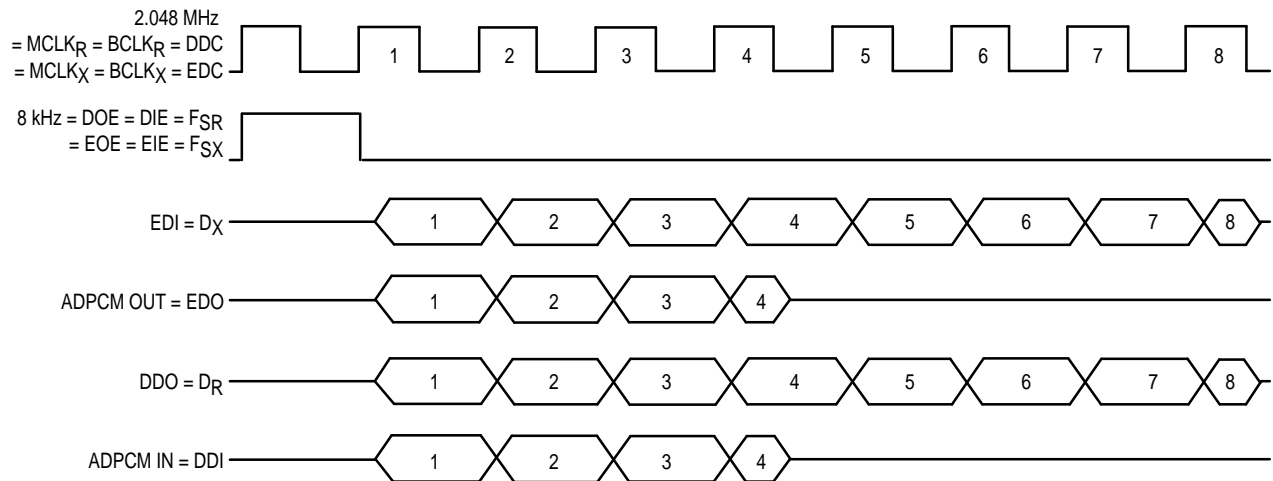 2.048 MHz
= MCLKR = BCLKR = DDC
= MCLKX = BCLKX = EDC
1 2 3 4 5 6 7 8
8 kHz = DOE = DIE = FSR
= EOE = EIE = FSX
EDI = DX
1 2 3 4 5 6 7 8
ADPCM OUT = EDO
1 2 3 4
DDO = DR
1 2 3 4 5 6 7 8
ADPCM IN = DDI
1 2 3 4